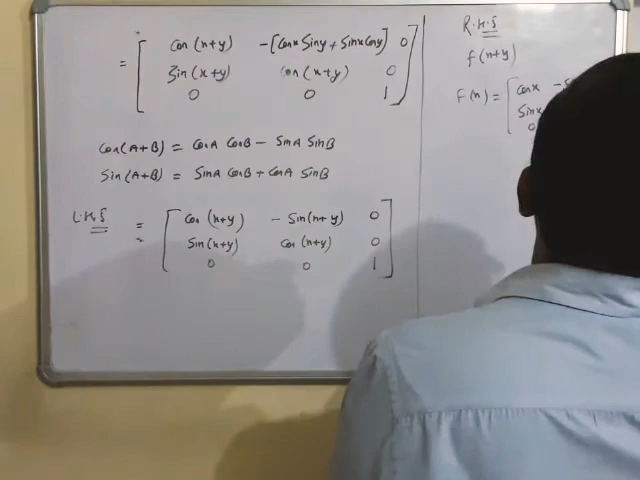 = [ Cos(x+y) -[Cosx Siny + Sinx Cosy] 0
Sin(x+y) Cos(x+y) 0
0 0 1 ]
Cos(A+B) = CosA CosB - SinA SinB
Sin(A+B) = SinA CosB + CosA SinB
L.H.S = [ Cos(x+y) - Sin(x+y) 0
Sin(x+y) Cos(x+y) 0
0 0 1 ]
R.H.S
f(x+y)
F(x) = [ Cosx
Sinx
0